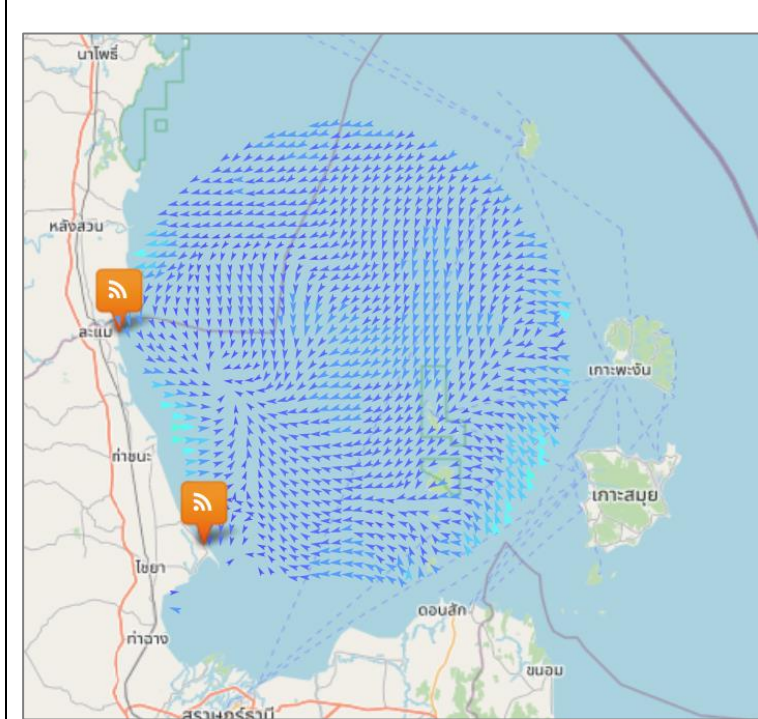 นาโพธิ์
หลังสวน
ละแม
เกาะพะงัน
ท่าชนะ
เกาะสมุย
ไชยา
ดอนสัก
ท่าฉาง
ขนอม
สุราษฎร์ธานี